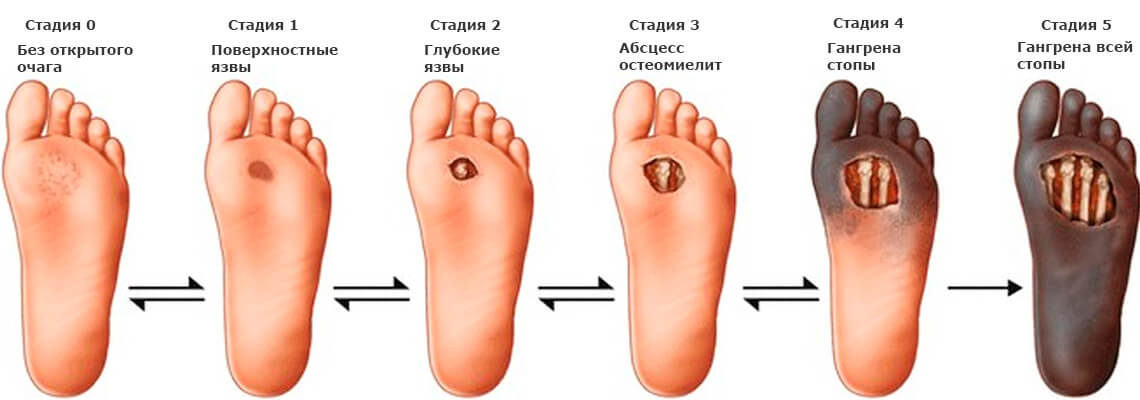 Стадия 0
Без открытого
очага
Стадия 1
Поверхностные
язвы
Стадия 2
Глубокие
язвы
Стадия 3
Абсцесс
остеомиелит
Стадия 4
Гангрена
стопы
Стадия 5
Гангрена всей
стопы